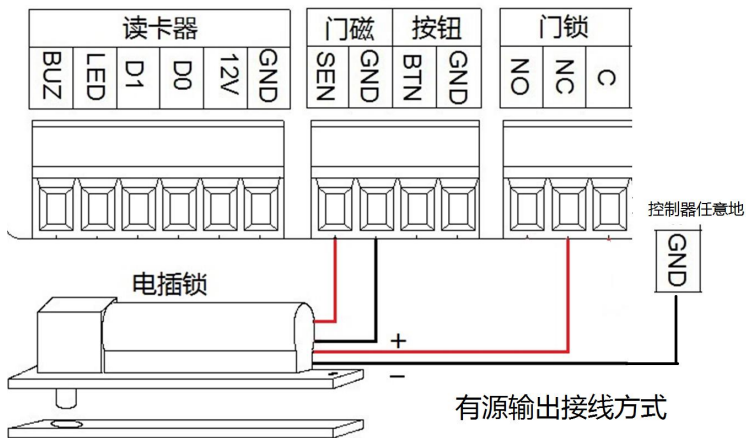 读卡器 门磁 按钮 门锁
BUZ LED D1 D0 12V GND SEN GND BTN GND NO NC C
控制器任意地
GND
电插锁
+
−
有源输出接线方式